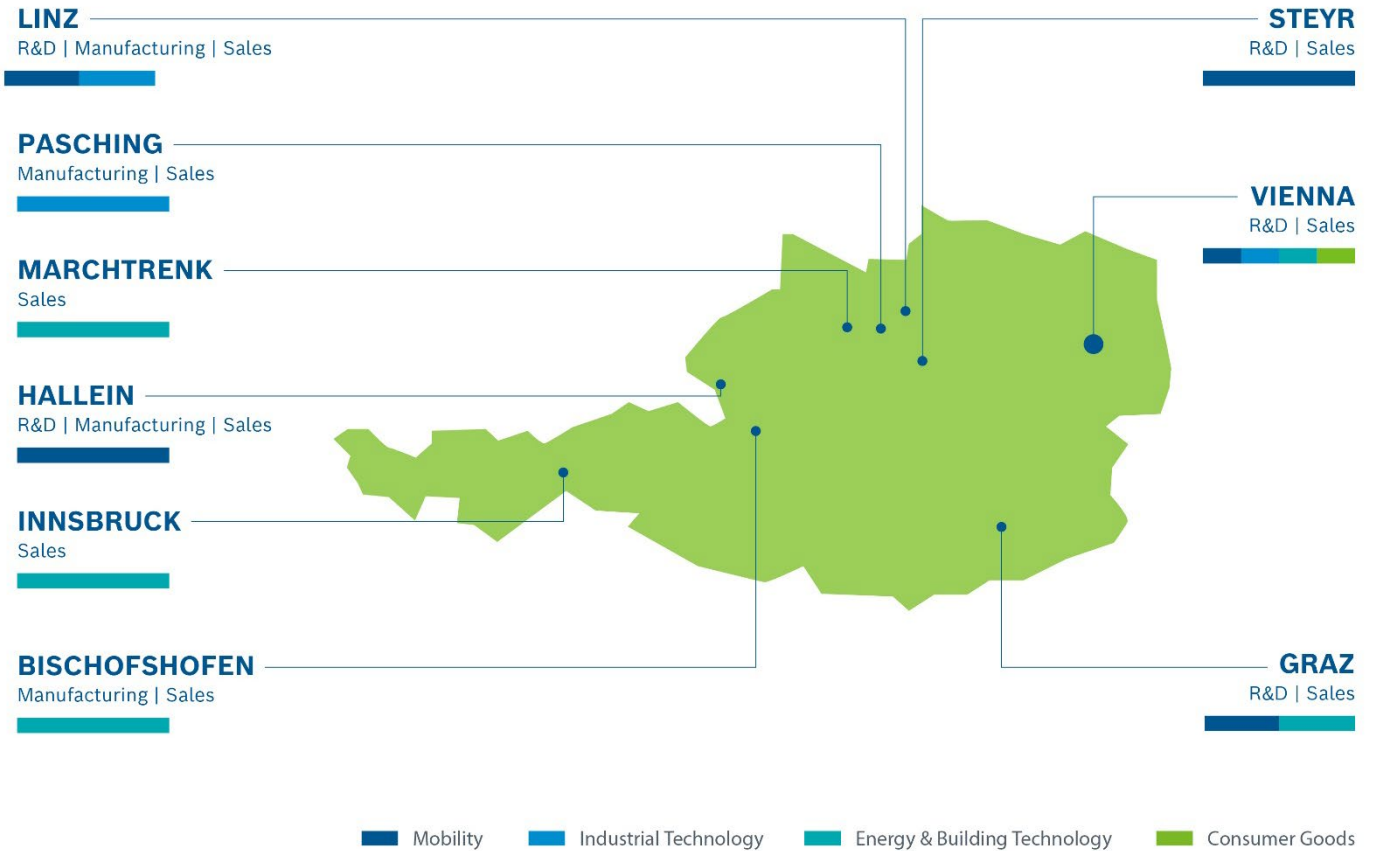 LINZ
R&D | Manufacturing | Sales
PASCHING
Manufacturing | Sales
MARCHTRENK
Sales
HALLEIN
R&D | Manufacturing | Sales
INNSBRUCK
Sales
BISCHOFSHOFEN
Manufacturing | Sales
STEYR
R&D | Sales
VIENNA
R&D | Sales
GRAZ
R&D | Sales
Mobility Industrial Technology Energy & Building Technology Consumer Goods